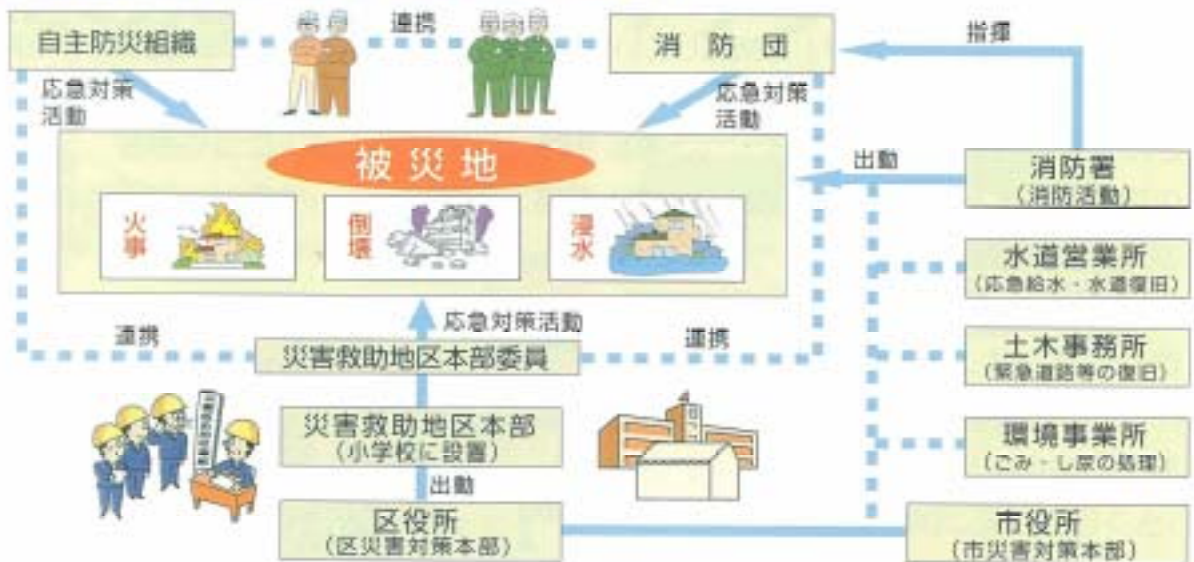 自主防災組織
連携
消防団
指揮
応急対策
活動
応急対策
活動
被災地
出動
消防署
(消防活動)
火事
倒壊
浸水
水道営業所
(応急給水・水道復旧)
応急対策活動
連携
連携
災害救助地区本部委員
土木事務所
(緊急道路等の復旧)
災害救助地区本部
(小学校に設置)
環境事業所
(ごみ・し尿の処理)
出動
区役所
(区災害対策本部)
市役所
(市災害対策本部)